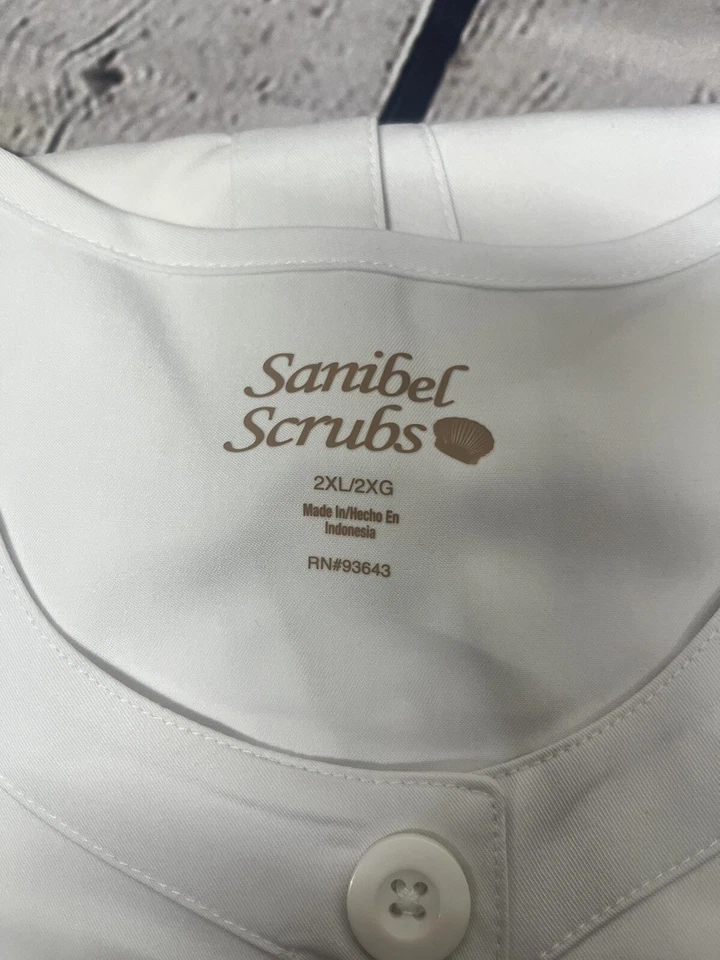 Sanibel
Scrubs
2XL/2XG
Made In/Hecho En
Indonesia
RN#93643